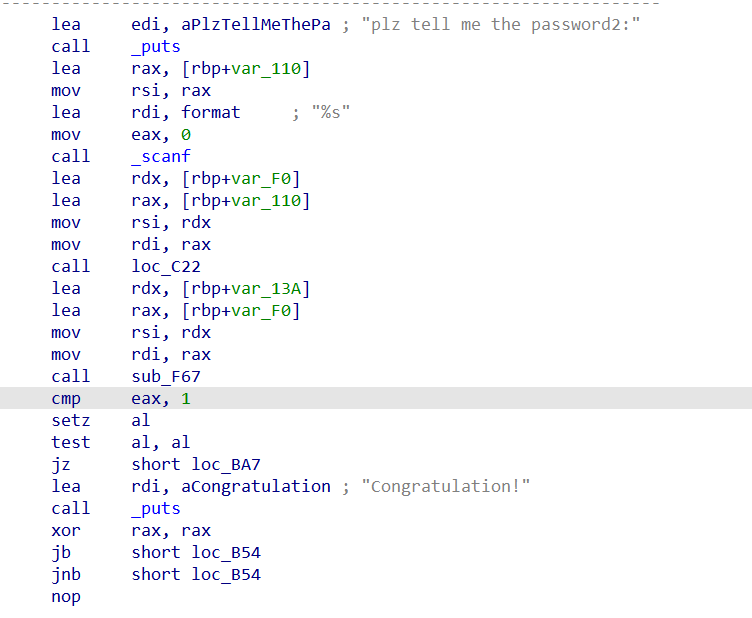 lea edi, aPlzTellMeThePa ; "plz tell me the password2:"
call _puts
lea rax, [rbp+var_110]
mov rsi, rax
lea rdi, format ; "%s"
mov eax, 0
call _scanf
lea rdx, [rbp+var_F0]
lea rax, [rbp+var_110]
mov rsi, rdx
mov rdi, rax
call loc_C22
lea rdx, [rbp+var_13A]
lea rax, [rbp+var_F0]
mov rsi, rdx
mov rdi, rax
call sub_F67
cmp eax, 1
setz al
test al, al
jz short loc_BA7
lea rdi, aCongratulation ; "Congratulation!"
call _puts
xor rax, rax
jb short loc_B54
jnb short loc_B54
nop